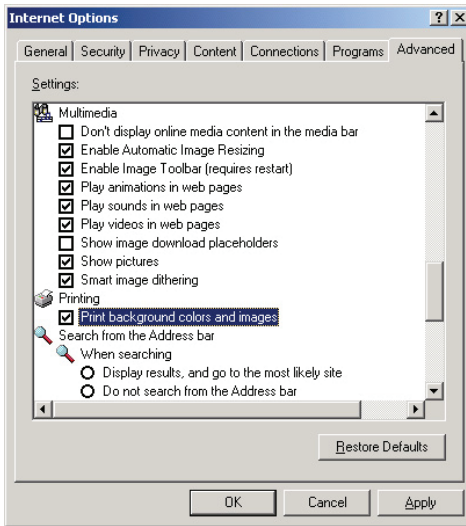 Internet Options
General Security Privacy Content Connections Programs Advanced
Settings:
Multimedia
Don't display online media content in the media bar
Enable Automatic Image Resizing
Enable Image Toolbar (requires restart)
Play animations in web pages
Play sounds in web pages
Play videos in web pages
Show image download placeholders
Show pictures
Smart image dithering
Printing
Print background colors and images
Search from the Address bar
When searching
Display results, and go to the most likely site
Do not search from the Address bar
Restore Defaults
OK Cancel Apply